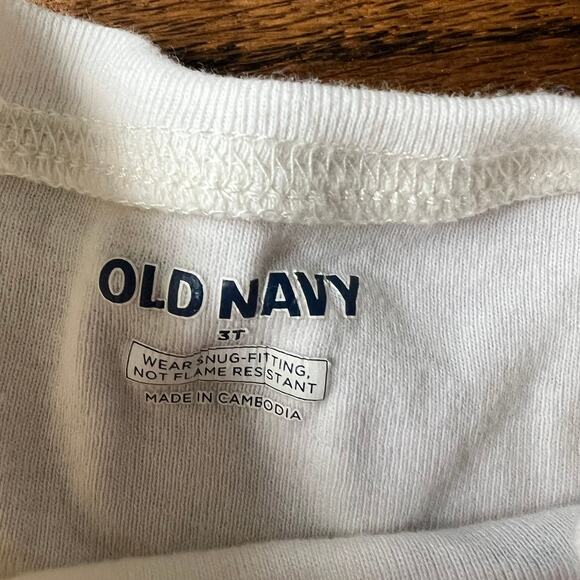 OLD NAVY
3T
WEAR SNUG-FITTING,
NOT FLAME RESISTANT
MADE IN CAMBODIA